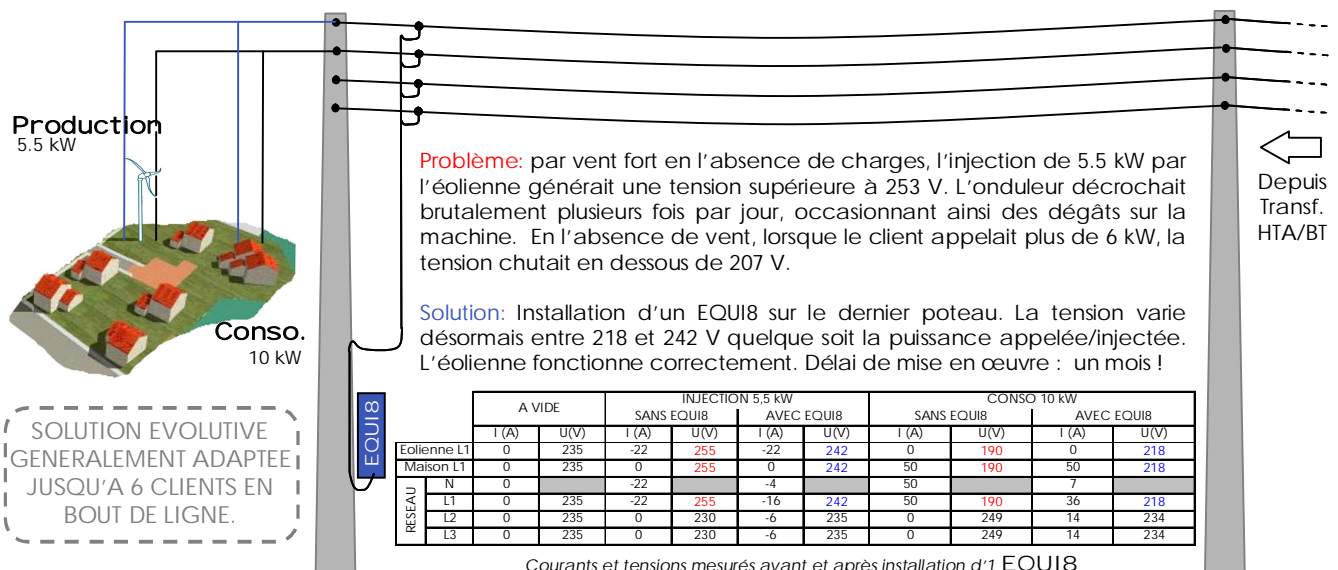 Production
5.5 kW
Conso.
10 kW
Depuis
Transf.
HTA/BT
Problème: par vent fort en l'absence de charges, l'injection de 5.5 kW par
l'éolienne générait une tension supérieure à 253 V. L'onduleur décrochait
brutalement plusieurs fois par jour, occasionnant ainsi des dégâts sur la
machine. En l'absence de vent, lorsque le client appelait plus de 6 kW, la
tension chutait en dessous de 207 V.
Solution: Installation d'un EQUI8 sur le dernier poteau. La tension varie
désormais entre 218 et 242 V quelque soit la puissance appelée/injectée.
L'éolienne fonctionne correctement. Délai de mise en œuvre : un mois !
SOLUTION EVOLUTIVE
GENERALEMENT ADAPTEE
JUSQU'A 6 CLIENTS EN
BOUT DE LIGNE.
EQUI8
A VIDE INJECTION 5,5 kW CONSO 10 kW
SANS EQUI8 AVEC EQUI8 SANS EQUI8 AVEC EQUI8
I (A) U(V) I (A) U(V) I (A) U(V) I (A) U(V) I (A) U(V)
Eolienne L1 0 235 -22 255 -22 242 0 190 0 218
Maison L1 0 235 0 255 0 242 50 190 50 218
RESEAU
N 0 -22 -4 50 7
L1 0 235 -22 255 -16 242 50 190 36 218
L2 0 235 0 230 -6 235 0 249 14 234
L3 0 235 0 230 -6 235 0 249 14 234
Courants et tensions mesurés avant et après installation d'1 EQUI8